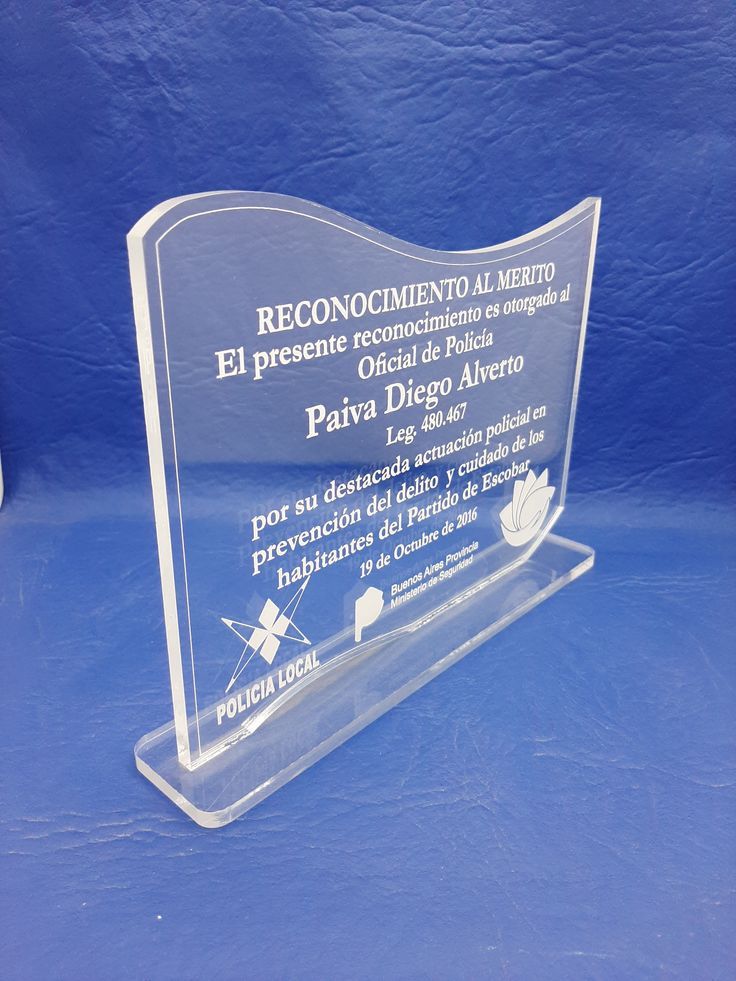 RECONOCIMIENTO AL MERITO
El presente reconocimiento es otorgado al
Oficial de Policía
Paiva Diego Alverto
Leg. 480.467
por su destacada actuación policial en
prevención del delito y cuidado de los
habitantes del Partido de Escobar
19 de Octubre de 2016
Buenos Aires Provincia
Ministerio de Seguridad
POLICIA LOCAL